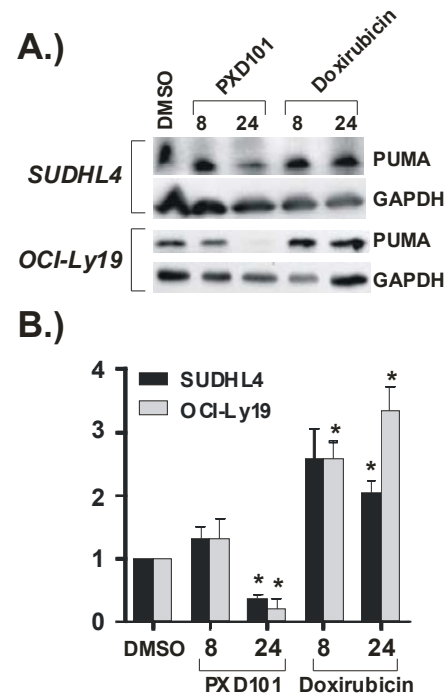 A.)
DMSO
PXD101
Doxirubicin
8 24 8 24
SUDHL4
PUMA
GAPDH
OCI-Ly19
PUMA
GAPDH
B.)
4
3
2
1
0
SUDHL4
OCI-Ly19
* * * * *
DMSO 8 24 8 24
PXD101 Doxirubicin